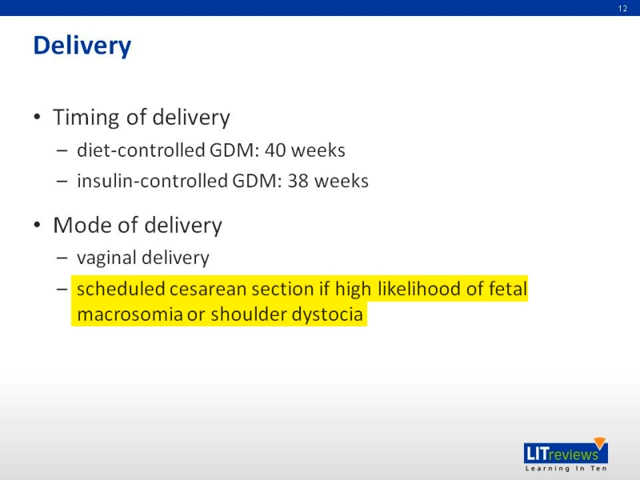 12
Delivery
• Timing of delivery
– diet-controlled GDM: 40 weeks
– insulin-controlled GDM: 38 weeks
• Mode of delivery
– vaginal delivery
– scheduled cesarean section if high likelihood of fetal
macrosomia or shoulder dystocia
LITreviews
Learning In Ten